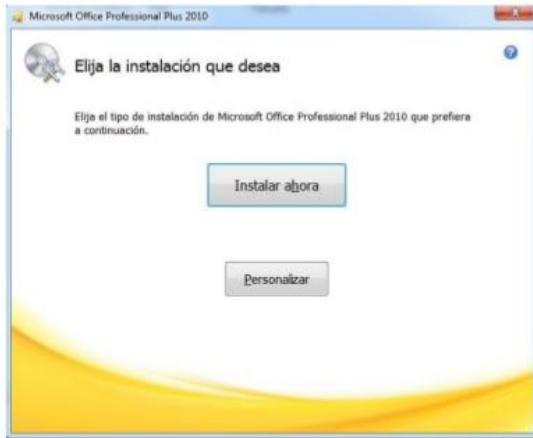 Microsoft Office Professional Plus 2010
Elija la instalación que desea
Elija el tipo de instalación de Microsoft Office Professional Plus 2010 que prefiera
a continuación.
Instalar ahora
Personalizar